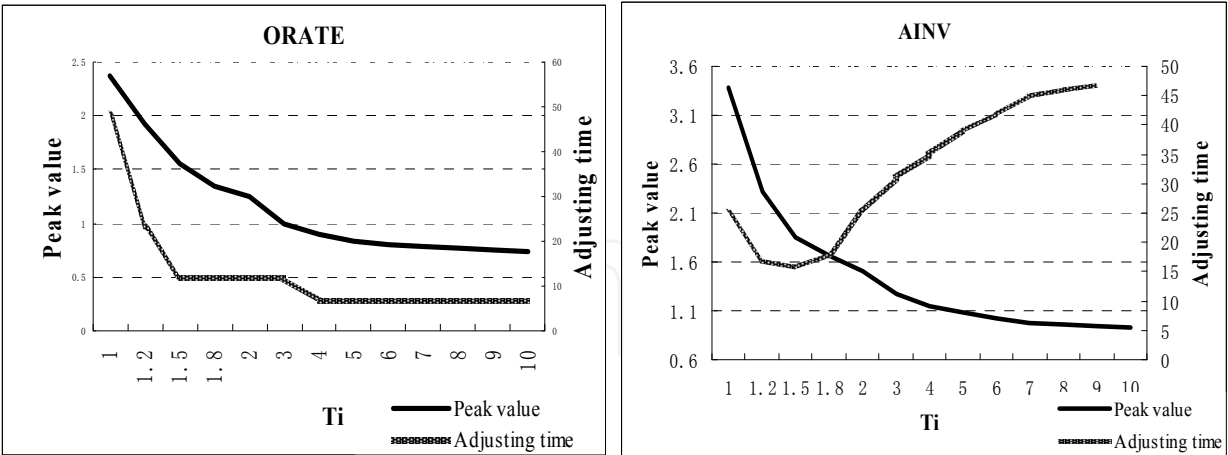 ORATE
Peak value
2.5
2
1.5
1
0.5
0
60
50
40
30
20
10
0
Adjusting time
1 1.2 1.5 1.8 2 3 4 5 6 7 8 9 10
Ti
Peak value
Adjusting time
AINV
Peak value
3.6
3.1
2.6
2.1
1.6
1.1
0.6
50
45
40
35
30
25
20
15
10
5
0
Adjusting time
1 1.2 1.5 1.8 2 3 4 5 6 7 8 9 10
Ti
Peak value
Adjusting time